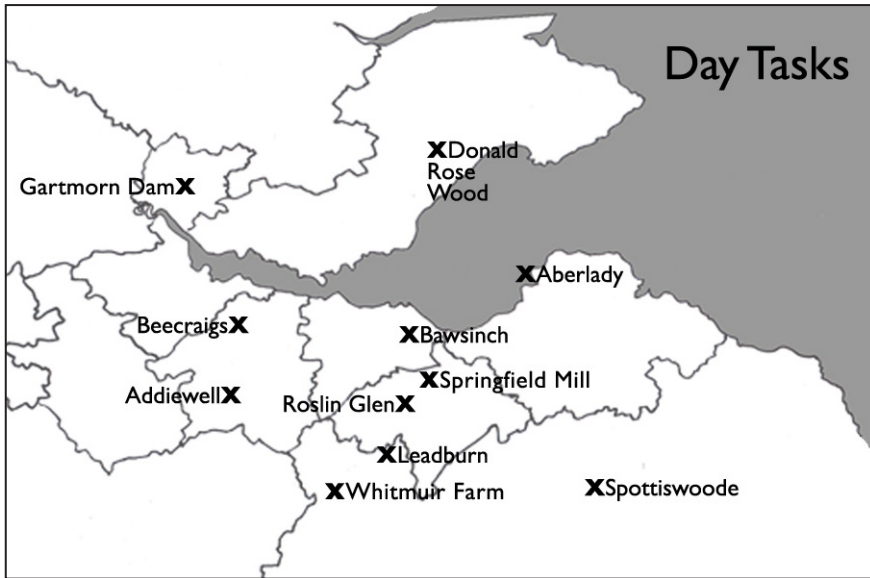 Day Tasks
XDonald
Rose
Wood
Gartmorn DamX
XAberlady
BeecraigsX
XBawsinch
XSpringfield Mill
AddiewellX
Roslin GlenX
XLeadburn
XWhitmuir Farm
XSpottiswoode